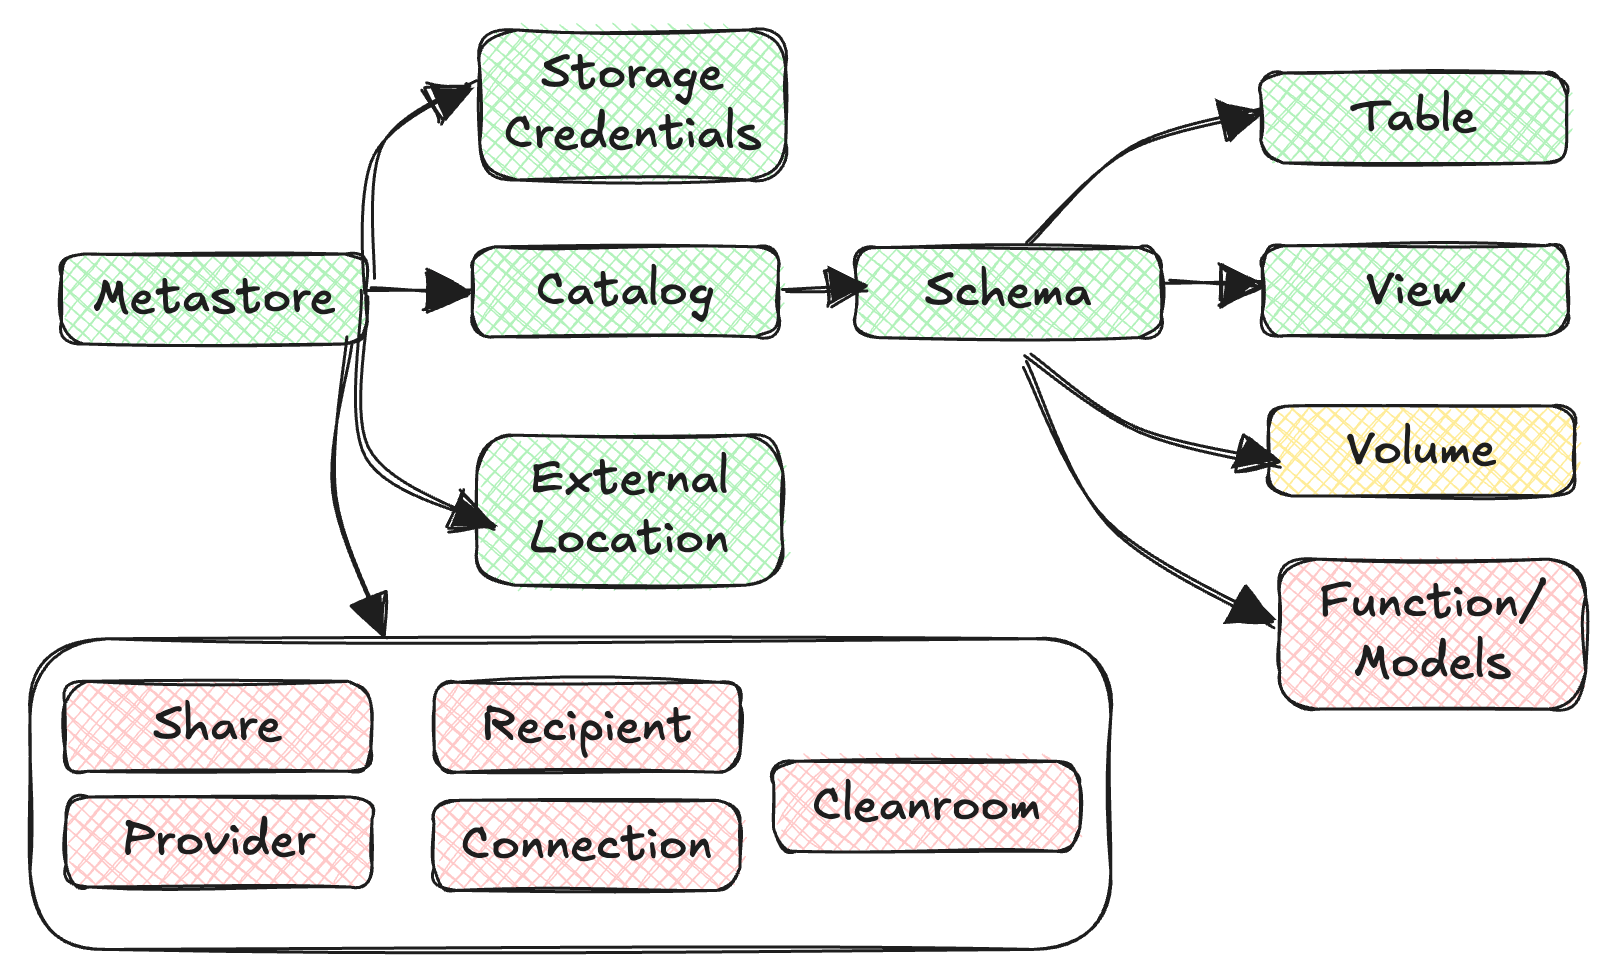 Storage
Credentials
Table
Metastore
Catalog
Schema
View
External
Location
Volume
Function/
Models
Share
Recipient
Cleanroom
Provider
Connection